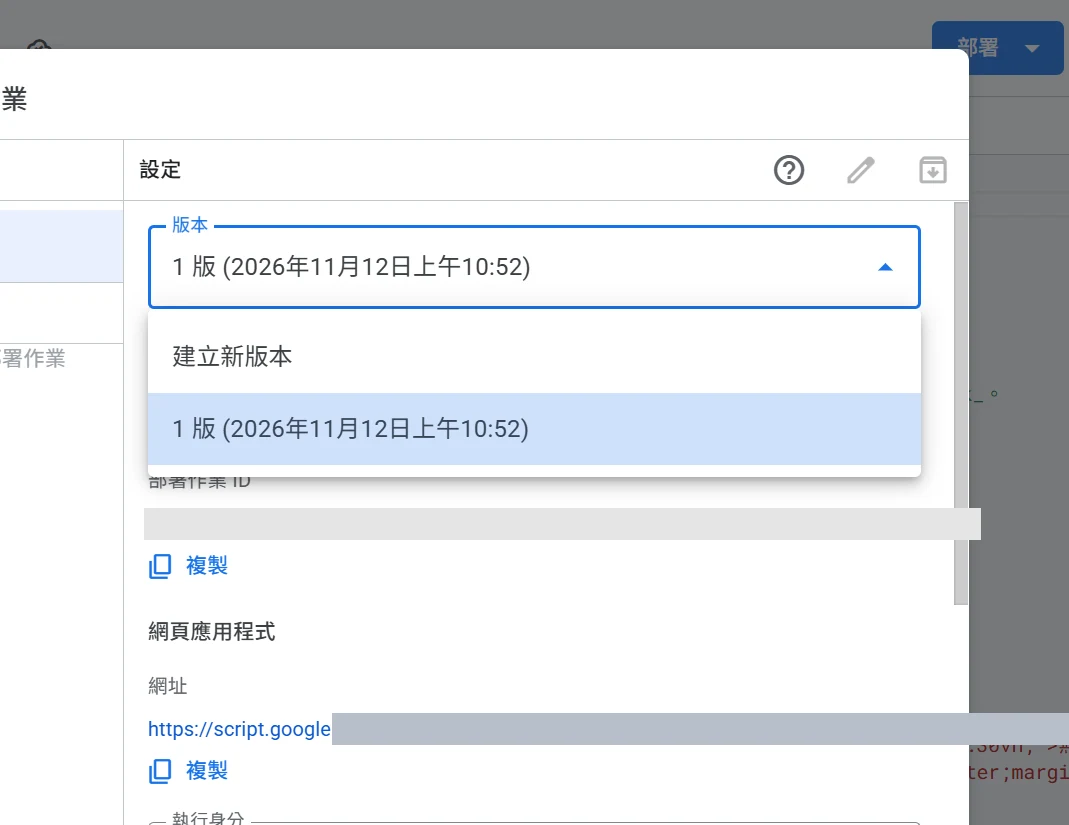 部署
業
設定
版本
1 版 (2026年11月12日上午10:52)
建立新版本
1 版 (2026年11月12日上午10:52)
署作業
部署作業 ID
複製
網頁應用程式
網址
https://script.google
複製
ter;margi
執行身分